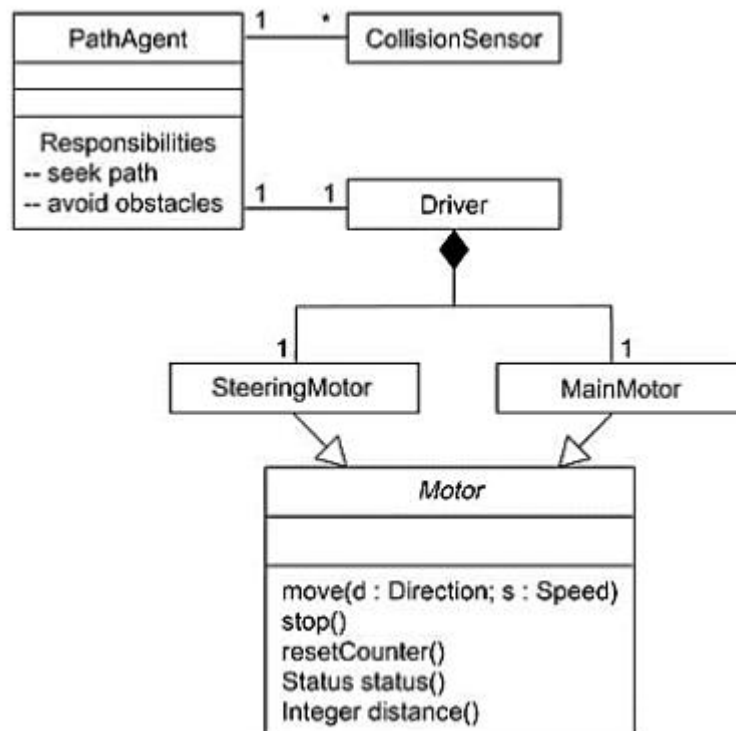 PathAgent
1
*
CollisionSensor
Responsibilities
-- seek path
-- avoid obstacles
1
1
Driver
1
1
SteeringMotor
MainMotor
Motor
move(d : Direction; s : Speed)
stop()
resetCounter()
Status status()
Integer distance()